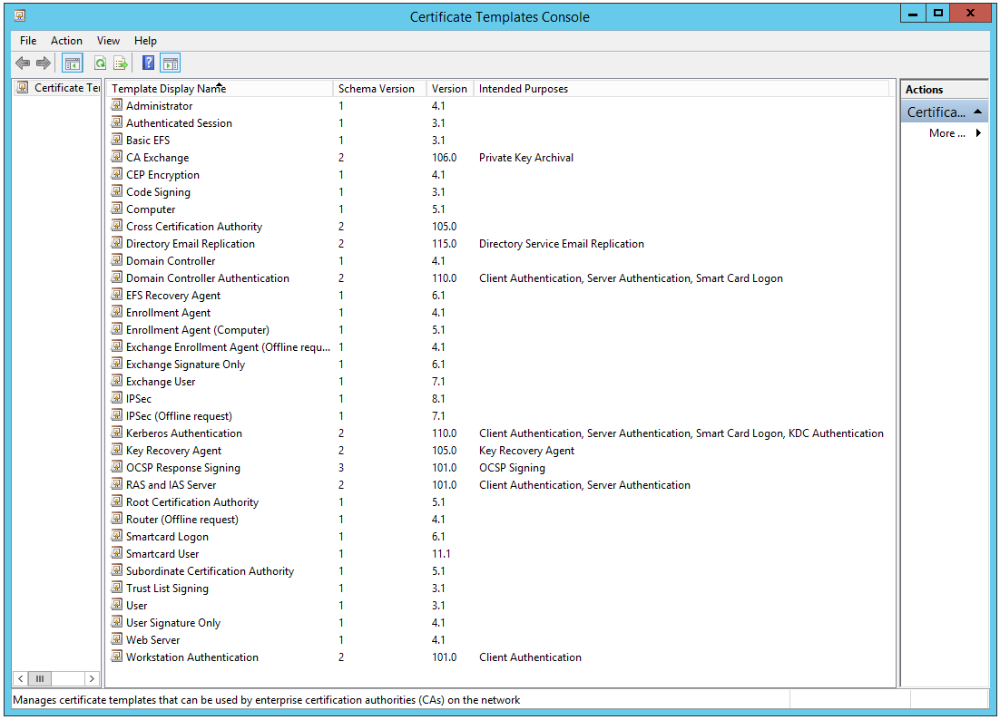 Certificate Templates Console
File Action View Help
Certificate Ter
Template Display Name Schema Version Version Intended Purposes
Administrator 1 4.1
Authenticated Session 1 3.1
Basic EFS 1 3.1
CA Exchange 2 106.0 Private Key Archival
CEP Encryption 1 4.1
Code Signing 1 3.1
Computer 1 5.1
Cross Certification Authority 2 105.0
Directory Email Replication 2 115.0 Directory Service Email Replication
Domain Controller 1 4.1
Domain Controller Authentication 2 110.0 Client Authentication, Server Authentication, Smart Card Logon
EFS Recovery Agent 1 6.1
Enrollment Agent 1 4.1
Enrollment Agent (Computer) 1 5.1
Exchange Enrollment Agent (Offline requ... 1 4.1
Exchange Signature Only 1 6.1
Exchange User 1 7.1
IPSec 1 8.1
IPSec (Offline request) 1 7.1
Kerberos Authentication 2 110.0 Client Authentication, Server Authentication, Smart Card Logon, KDC Authentication
Key Recovery Agent 2 105.0 Key Recovery Agent
OCSP Response Signing 3 101.0 OCSP Signing
RAS and IAS Server 2 101.0 Client Authentication, Server Authentication
Root Certification Authority 1 5.1
Router (Offline request) 1 4.1
Smartcard Logon 1 6.1
Smartcard User 1 11.1
Subordinate Certification Authority 1 5.1
Trust List Signing 1 3.1
User 1 3.1
User Signature Only 1 4.1
Web Server 1 4.1
Workstation Authentication 2 101.0 Client Authentication
Actions
Certifica...
More ...
Manages certificate templates that can be used by enterprise certification authorities (CAs) on the network